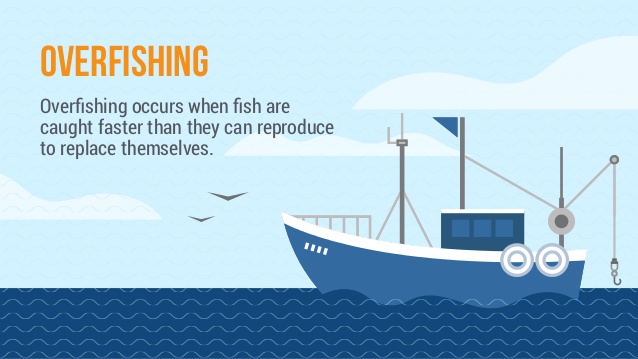 OVERFISHING
Overfishing occurs when fish are
caught faster than they can reproduce
to replace themselves.